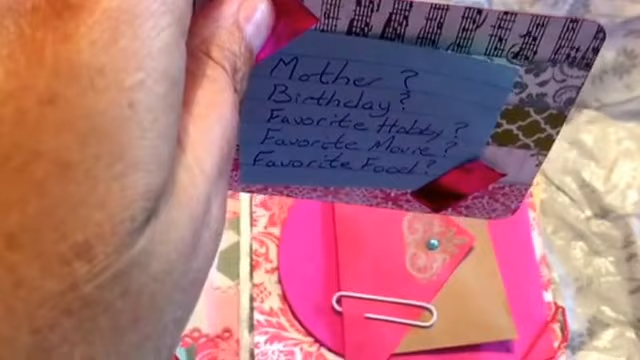 Mother ?
Birthday?
Favorite Hobby ?
Favorite Movie ?
Favorite Food ?